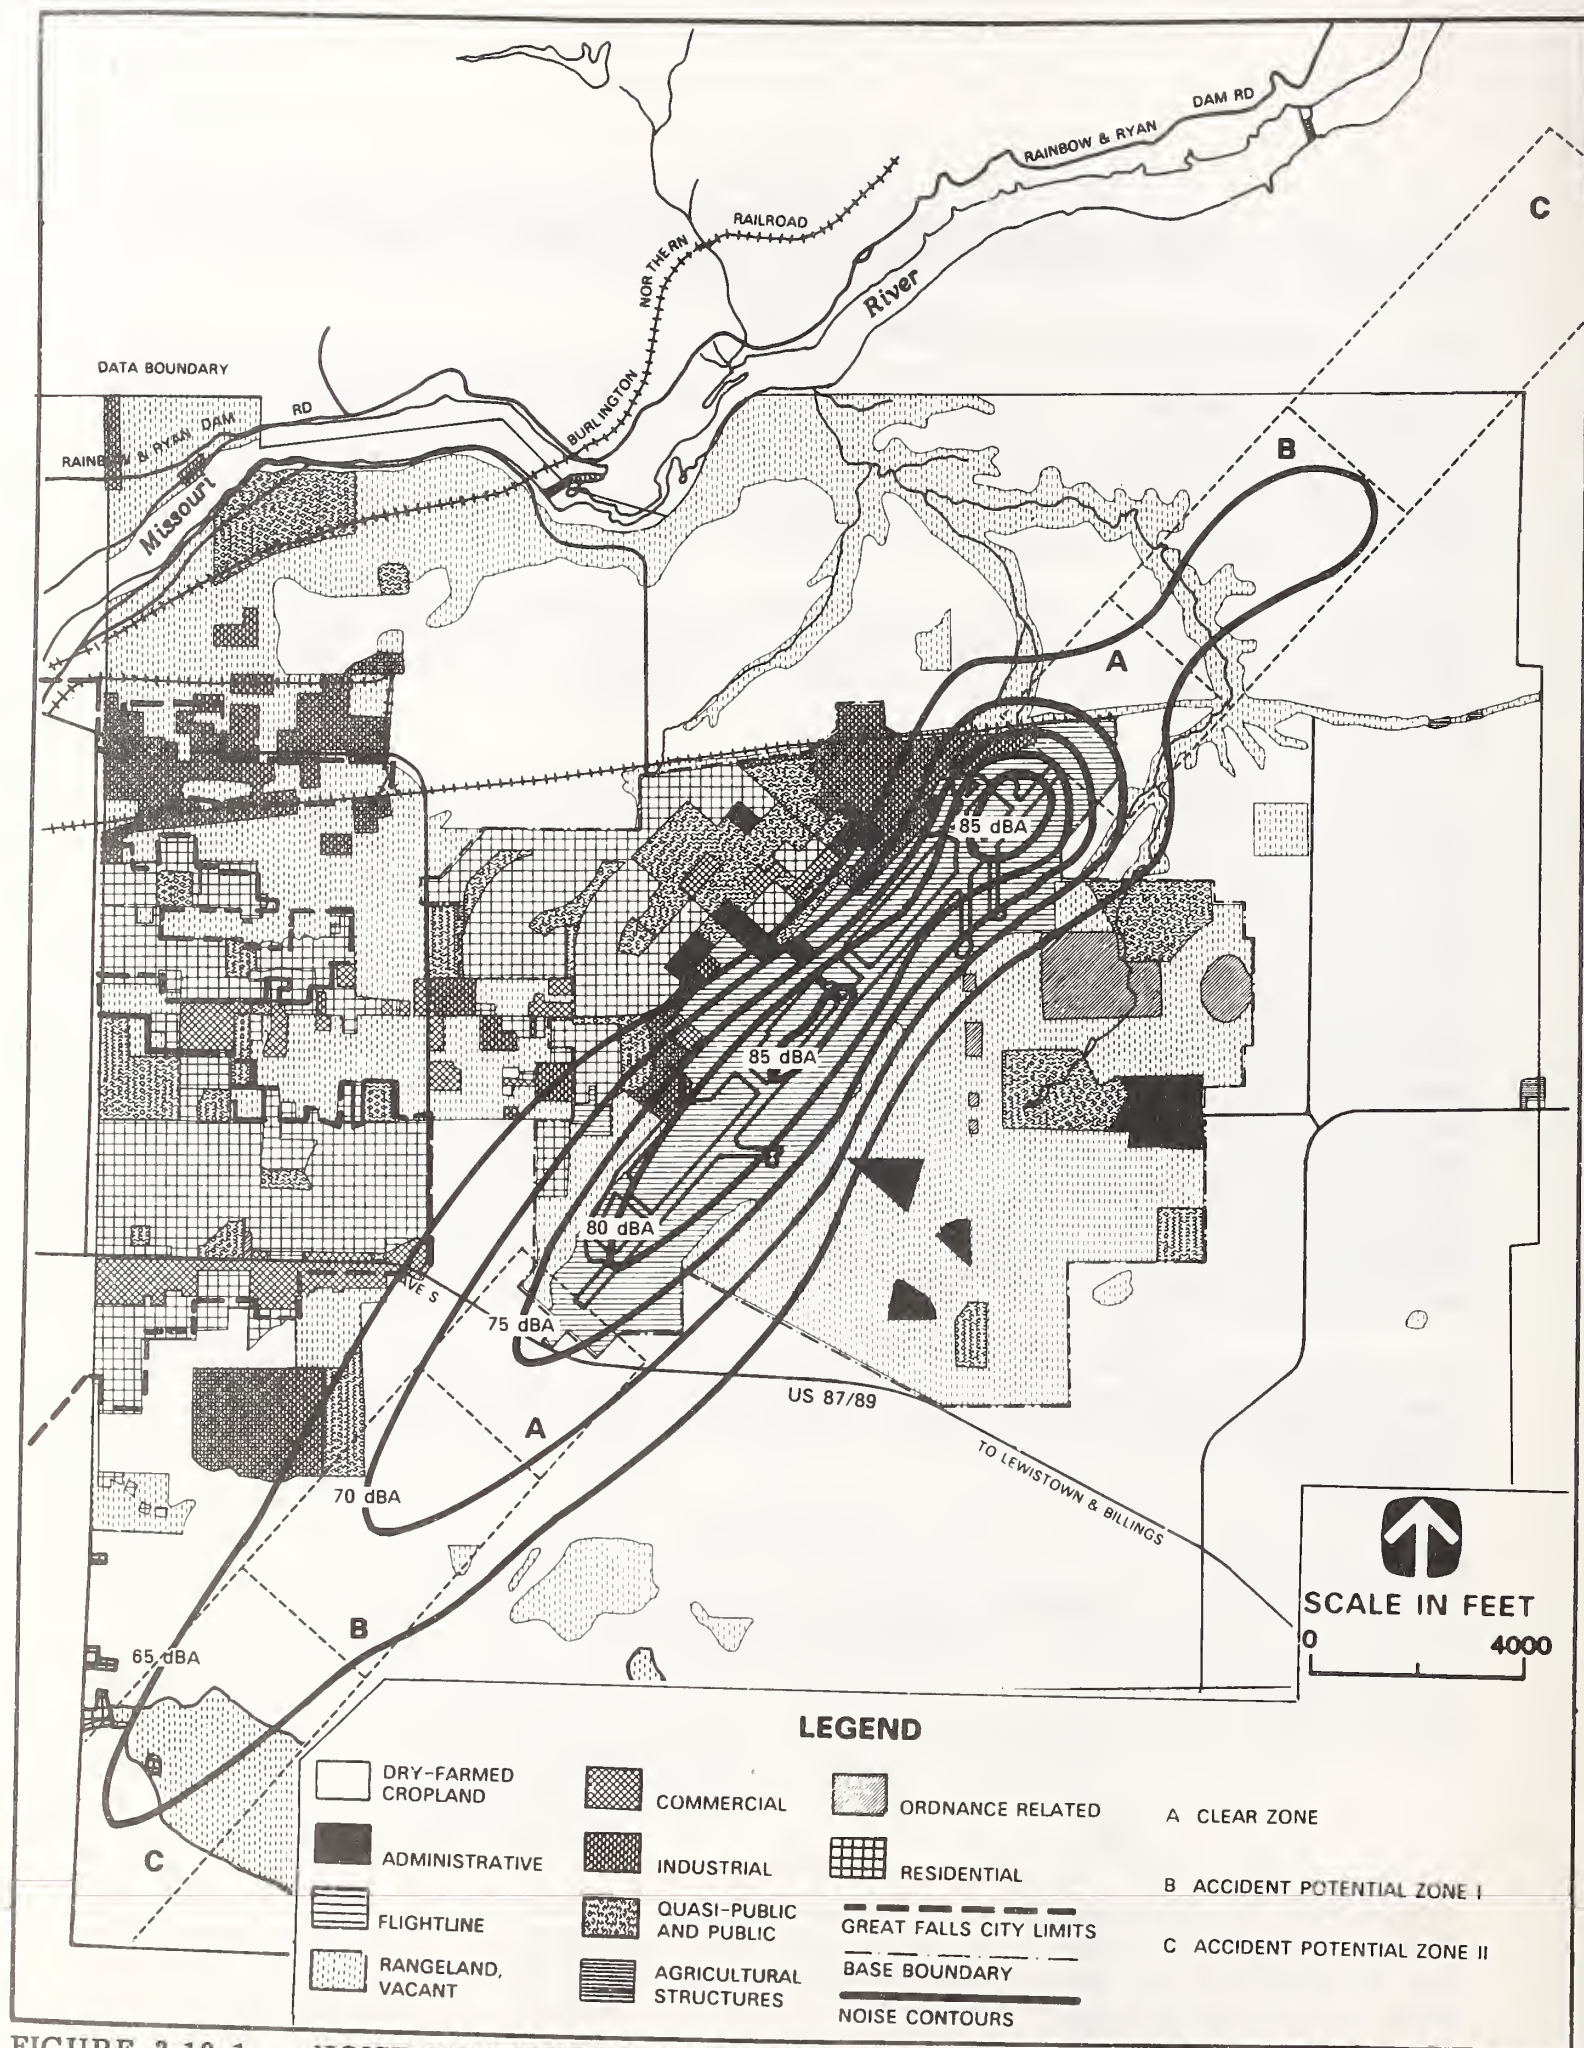 DAM RD
RAINBOW & RYAN
C
RAILROAD
NORTHERN
River
DATA BOUNDARY
BURLINGTON
RD
RAINBOW & RYAN DAM
B
Missouri
A
85 dBA
85 dBA
80 dBA
AVE S
75 dBA
US 87/89
A
TO LEWISTOWN & BILLINGS
70 dBA
SCALE IN FEET
0 4000
B
65 dBA
C
LEGEND
DRY-FARMED
CROPLAND
ADMINISTRATIVE
FLIGHTLINE
RANGELAND,
VACANT
COMMERCIAL
INDUSTRIAL
QUASI-PUBLIC
AND PUBLIC
AGRICULTURAL
STRUCTURES
ORDNANCE RELATED
RESIDENTIAL
GREAT FALLS CITY LIMITS
BASE BOUNDARY
NOISE CONTOURS
A CLEAR ZONE
B ACCIDENT POTENTIAL ZONE I
C ACCIDENT POTENTIAL ZONE II
FIGURE